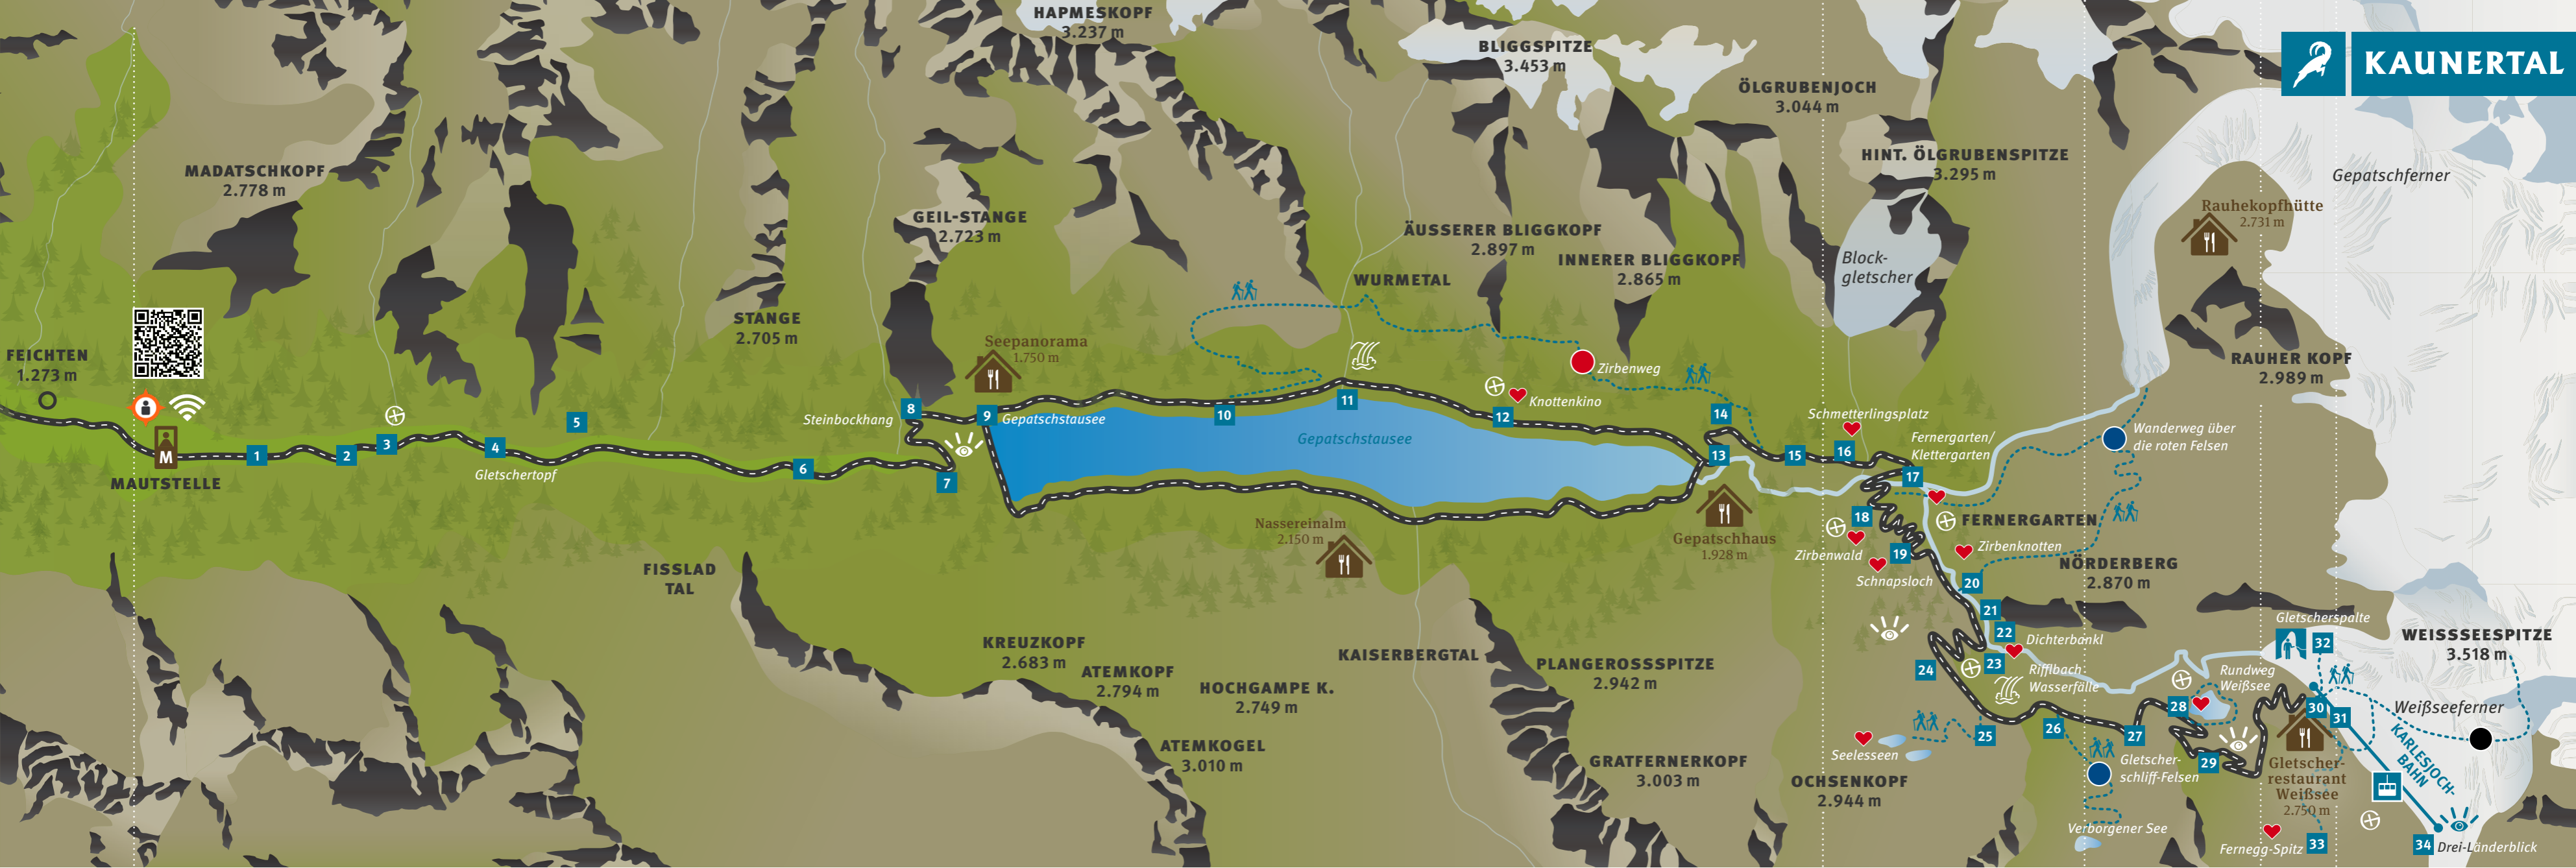 KAUNERTAL
HAPMESKOPF
3.237 m
BLIGGSPITZE
3.453 m
ÖLGRUBENJOCH
3.044 m
HINT. ÖLGRUBENSPITZE
3.295 m
Gepatschferner
MADATSCHKOPF
2.778 m
Rauhekopfhütte
2.731 m
GEIL-STANGE
2.723 m
ÄUSSERER BLIGGKOPF
2.897 m
INNERER BLIGGKOPF
2.865 m
Block-
gletscher
WURMETAL
STANGE
2.705 m
Seepanorama
1.750 m
FEICHTEN
1.273 m
RAUHER KOPF
2.989 m
Zirbenweg
Knottenkino
Steinbockhang
Gepatschstausee
Gepatschstausee
Schmetterlingsplatz
Fernergarten/
Klettergarten
Wanderweg über
die roten Felsen
M
MAUTSTELLE
1
2
3
4
Gletschertopf
5
6
7
8
9
10
11
12
13
14
15
16
17
18
19
20
21
22
23
24
25
26
27
28
29
30
31
32
33
34
Nassereinalm
2.150 m
Gepatschhaus
1.928 m
FERNERGARTEN
Zirbenwald
Zirbenknotten
Schnapsloch
NÖRDERBERG
2.870 m
FISSLAD
TAL
Gletscherspalte
WEISSSEESPITZE
3.518 m
Dichterbankl
Rifflbach-
Wasserfälle
Rundweg
Weißsee
Weißseeferner
KREUZKOPF
2.683 m
ATEMKOPF
2.794 m
HOCHGAMPE K.
2.749 m
KAISERBERGTAL
PLANGEROSSSPITZE
2.942 m
ATEMKOGEL
3.010 m
GRATFERNERKOPF
3.003 m
Seelesseen
OCHSENKOPF
2.944 m
Gletscher-
schliff-Felsen
Gletscher-
restaurant
Weißsee
2.750 m
KARLESJOCH-
BAHN
Verborgener See
Fernegg-Spitz
Drei-Länderblick